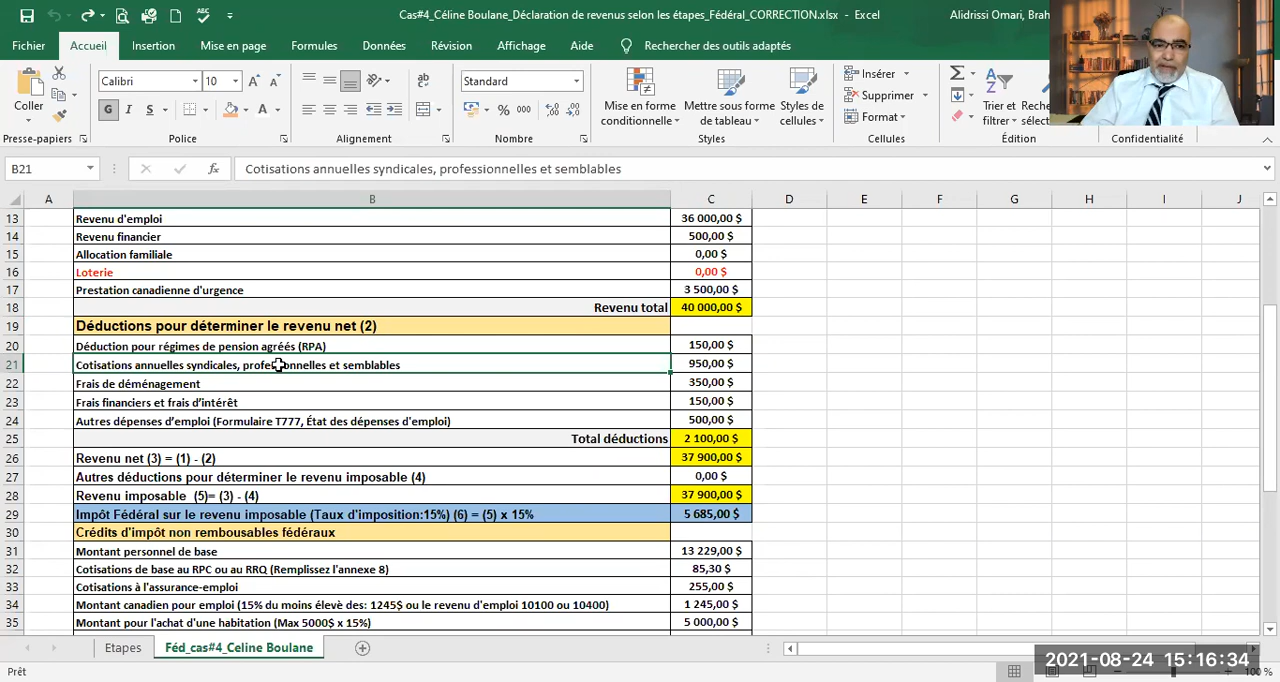 Cas#4_Céline Boulane_Déclaration de revenus selon les étapes_Fédéral_CORRECTION.xlsx - Excel
Alidrissi Omari, Brah
Fichier Accueil Insertion Mise en page Formules Données Révision Affichage Aide Rechercher des outils adaptés
Coller
Calibri 10
G I S
Standard
% 000
Mise en forme conditionnelle
Mettre sous forme de tableau
Styles de cellules
Insérer
Supprimer
Format
Trier et filtrer
Presse-papiers Police Alignement Nombre Styles Cellules Édition Confidentialité
B21 fx Cotisations annuelles syndicales, professionnelles et semblables
A B C D E F G H I J
13 Revenu d'emploi 36 000,00 $
14 Revenu financier 500,00 $
15 Allocation familiale 0,00 $
16 Loterie 0,00 $
17 Prestation canadienne d'urgence 3 500,00 $
18 Revenu total 40 000,00 $
19 Déductions pour déterminer le revenu net (2)
20 Déduction pour régimes de pension agréés (RPA) 150,00 $
21 Cotisations annuelles syndicales, professionnelles et semblables 950,00 $
22 Frais de déménagement 350,00 $
23 Frais financiers et frais d’intérêt 150,00 $
24 Autres dépenses d’emploi (Formulaire T777, État des dépenses d'emploi) 500,00 $
25 Total déductions 2 100,00 $
26 Revenu net (3) = (1) - (2) 37 900,00 $
27 Autres déductions pour déterminer le revenu imposable (4) 0,00 $
28 Revenu imposable (5)= (3) - (4) 37 900,00 $
29 Impôt Fédéral sur le revenu imposable (Taux d'imposition:15%) (6) = (5) x 15% 5 685,00 $
30 Crédits d'impôt non rembousables fédéraux
31 Montant personnel de base 13 229,00 $
32 Cotisations de base au RPC ou au RRQ (Remplissez l'annexe 8) 85,30 $
33 Cotisations à l'assurance-emploi 255,00 $
34 Montant canadien pour emploi (15% du moins élevè des: 1245$ ou le revenu d'emploi 10100 ou 10400) 1 245,00 $
35 Montant pour l'achat d'une habitation (Max 5000$ x 15%) 5 000,00 $
Etapes Féd_cas#4_Celine Boulane
Prêt
2021-08-24 15:16:34
100 %